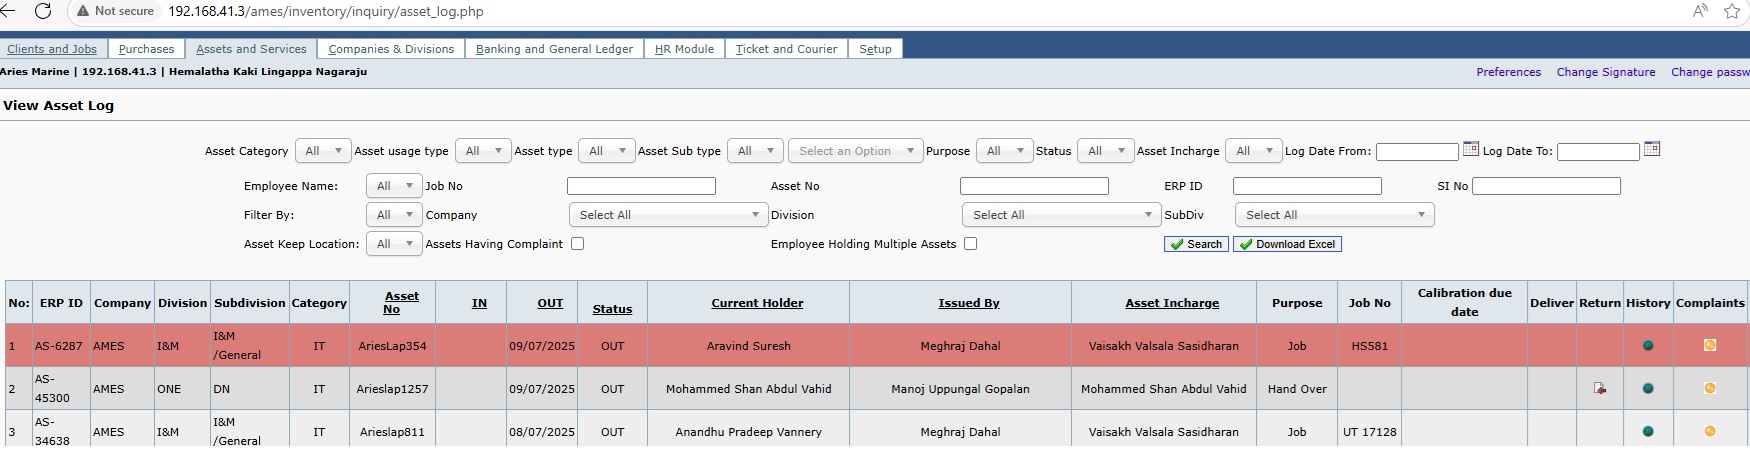 Not secure 192.168.41.3/ames/inventory/inquiry/asset_log.php
Clients and Jobs Purchases Assets and Services Companies & Divisions Banking and General Ledger HR Module Ticket and Courier Setup
Aries Marine | 192.168.41.3 | Hemalatha Kaki Lingappa Nagaraju Preferences Change Signature Change passw
View Asset Log
Asset Category All Asset usage type All Asset type All Asset Sub type All Select an Option Purpose All Status All Asset Incharge All Log Date From: Log Date To:
Employee Name: All Job No Asset No ERP ID SI No
Filter By: All Company Select All Division Select All SubDiv Select All
Asset Keep Location: All Assets Having Complaint Employee Holding Multiple Assets Search Download Excel
No: ERP ID Company Division Subdivision Category Asset No IN OUT Status Current Holder Issued By Asset Incharge Purpose Job No Calibration due date Deliver Return History Complaints
1 AS-6287 AMES I&M I&M /General IT AriesLap354 09/07/2025 OUT Aravind Suresh Meghraj Dahal Vaisakh Valsala Sasidharan Job HS581
2 AS-45300 AMES ONE DN IT Arieslap1257 09/07/2025 OUT Mohammed Shan Abdul Vahid Manoj Uppungal Gopalan Mohammed Shan Abdul Vahid Hand Over
3 AS-34638 AMES I&M I&M /General IT Arieslap811 08/07/2025 OUT Anandhu Pradeep Vannery Meghraj Dahal Vaisakh Valsala Sasidharan Job UT 17128